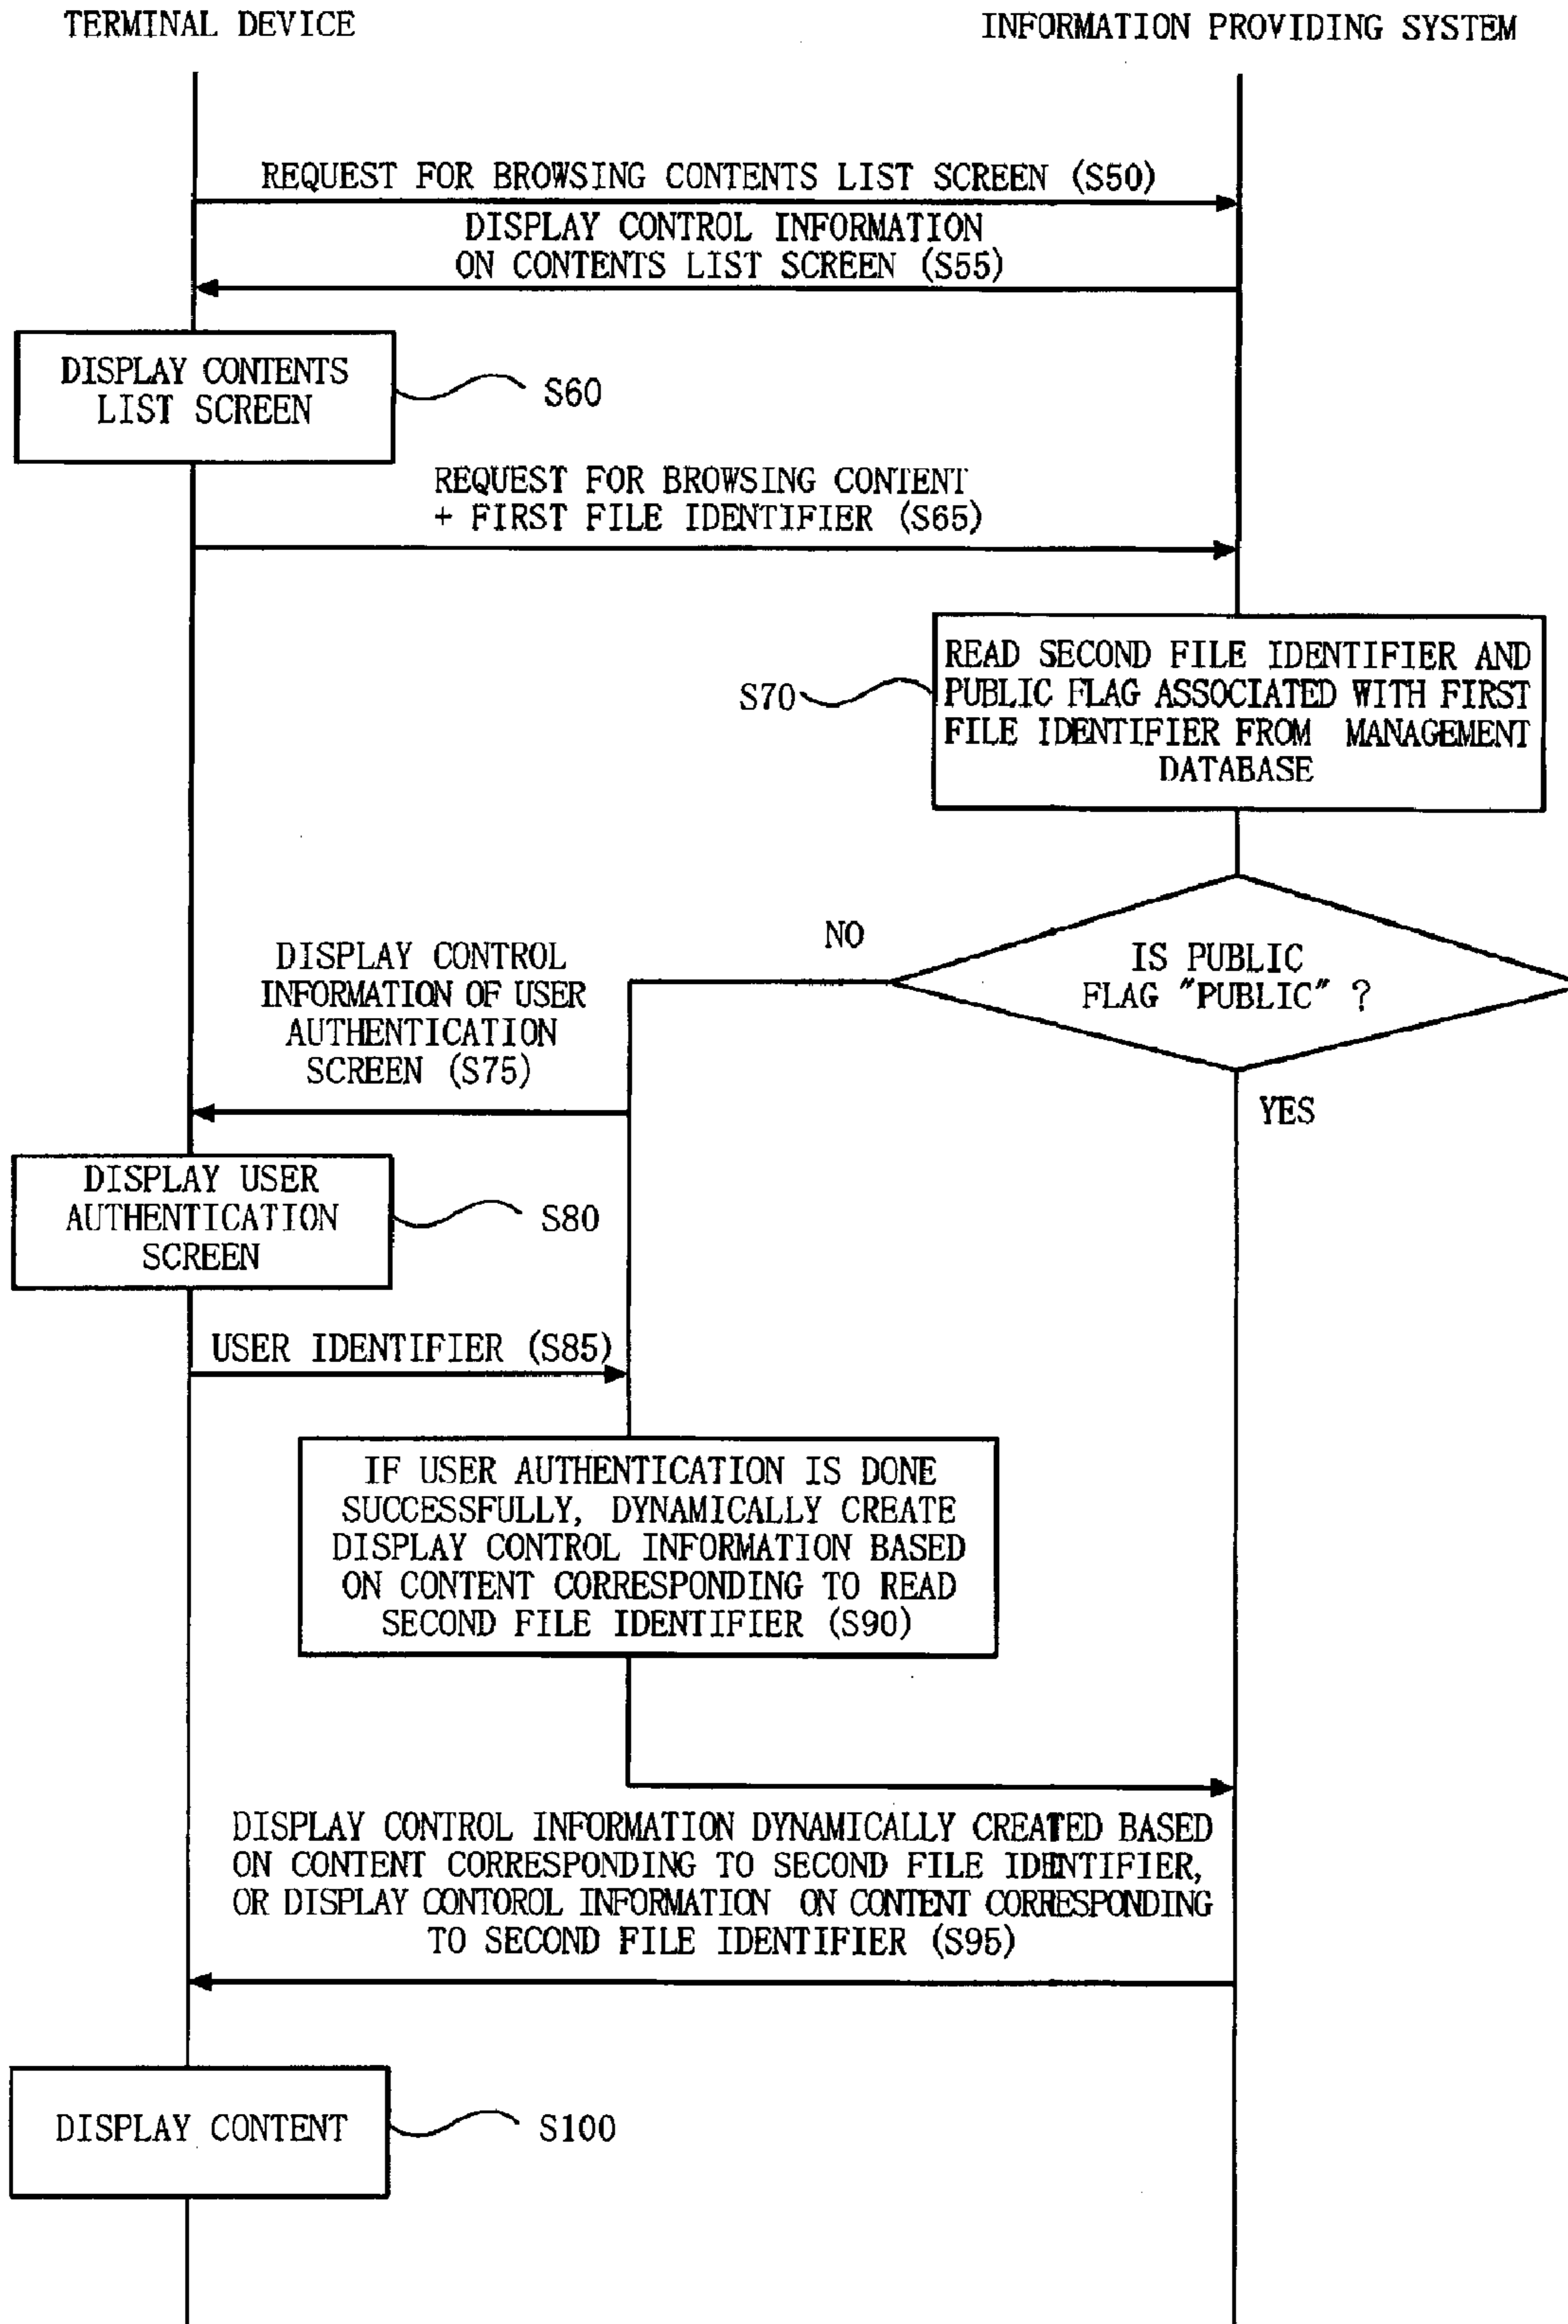 TERMINAL DEVICE
INFORMATION PROVIDING SYSTEM
REQUEST FOR BROWSING CONTENTS LIST SCREEN (S50)
DISPLAY CONTROL INFORMATION
ON CONTENTS LIST SCREEN (S55)
DISPLAY CONTENTS
LIST SCREEN
S60
REQUEST FOR BROWSING CONTENT
+ FIRST FILE IDENTIFIER (S65)
READ SECOND FILE IDENTIFIER AND
PUBLIC FLAG ASSOCIATED WITH FIRST
FILE IDENTIFIER FROM MANAGEMENT
DATABASE
S70
IS PUBLIC
FLAG "PUBLIC" ?
NO
YES
DISPLAY CONTROL
INFORMATION OF USER
AUTHENTICATION
SCREEN (S75)
DISPLAY USER
AUTHENTICATION
SCREEN
S80
USER IDENTIFIER (S85)
IF USER AUTHENTICATION IS DONE
SUCCESSFULLY, DYNAMICALLY CREATE
DISPLAY CONTROL INFORMATION BASED
ON CONTENT CORRESPONDING TO READ
SECOND FILE IDENTIFIER (S90)
DISPLAY CONTROL INFORMATION DYNAMICALLY CREATED BASED
ON CONTENT CORRESPONDING TO SECOND FILE IDENTIFIER,
OR DISPLAY CONTOROL INFORMATION ON CONTENT CORRESPONDING
TO SECOND FILE IDENTIFIER (S95)
DISPLAY CONTENT
S100